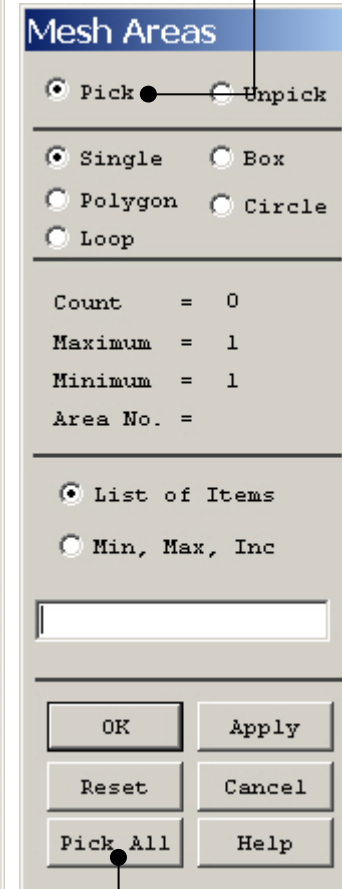 Mesh Areas
Pick Unpick
Single Box
Polygon Circle
Loop
Count = 0
Maximum = 1
Minimum = 1
Area No. =
List of Items
Min, Max, Inc
OK Apply
Reset Cancel
Pick All Help